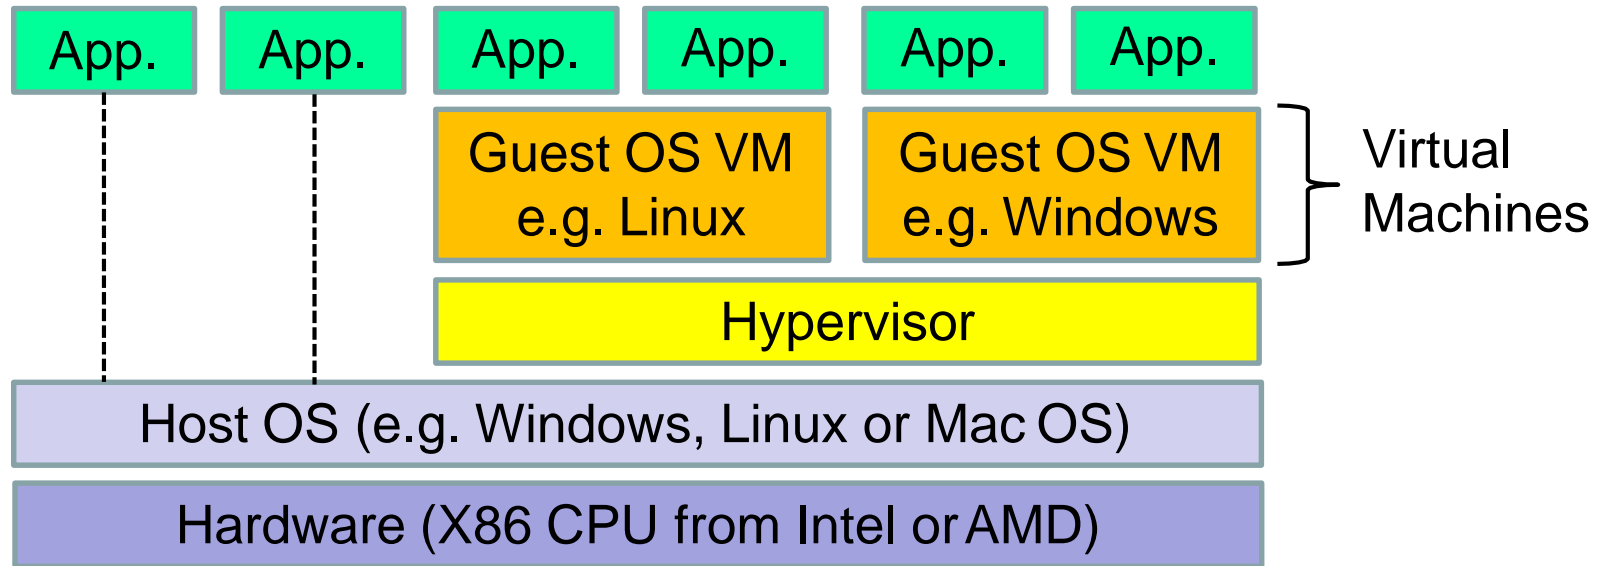 App. App. App. App. App. App.
Guest OS VM
e.g. Linux
Guest OS VM
e.g. Windows
Virtual
Machines
Hypervisor
Host OS (e.g. Windows, Linux or Mac OS)
Hardware (X86 CPU from Intel or AMD)